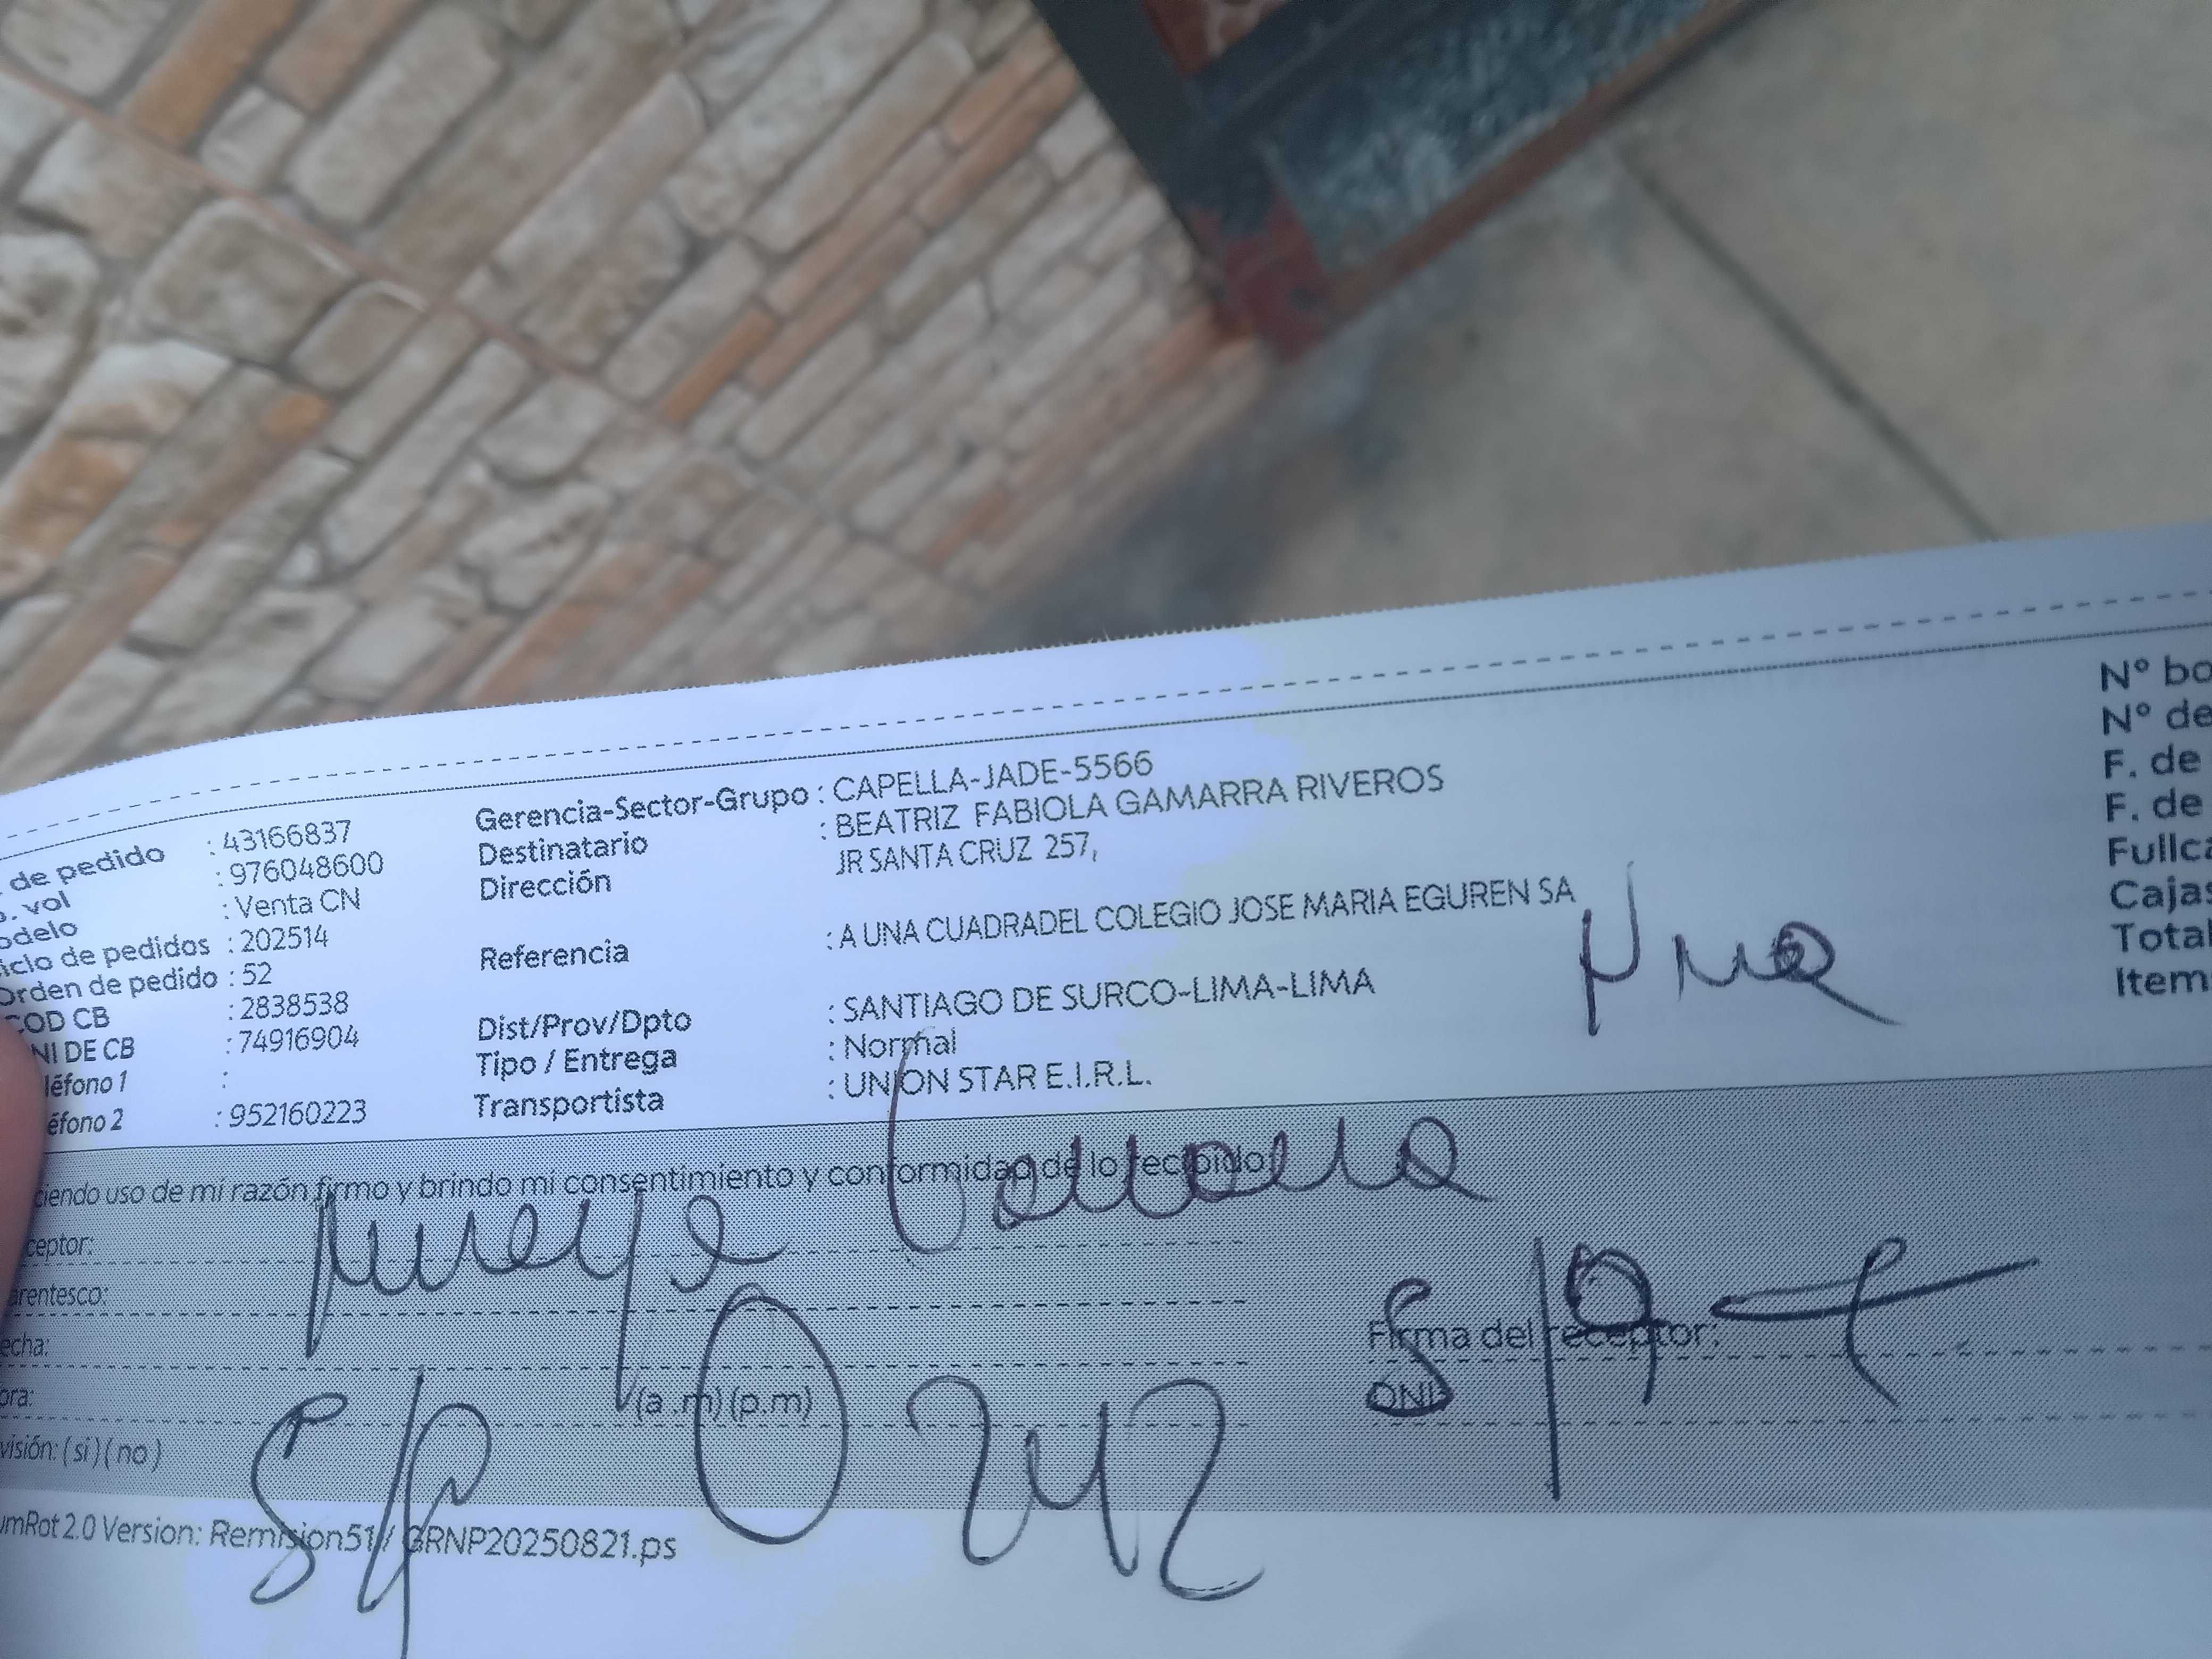 de pedido : 43166837
. vol : 976048600
odelo : Venta CN
iclo de pedidos : 202514
Orden de pedido : 52
COD CB : 2838538
NI DE CB : 74916904
léfono 1 :
éfono 2 : 952160223
Gerencia-Sector-Grupo : CAPELLA-JADE-5566
Destinatario : BEATRIZ FABIOLA GAMARRA RIVEROS
Dirección JR SANTA CRUZ 257,
Referencia : A UNA CUADRADEL COLEGIO JOSE MARIA EGUREN SA
Dist/Prov/Dpto : SANTIAGO DE SURCO-LIMA-LIMA
Tipo / Entrega : Normal
Transportista : UNION STAR E.I.R.L.
N° bo
N° de
F. de
F. de
Fullca
Cajas
Total
Item
ciendo uso de mi razón firmo y brindo mi consentimiento y conformidad de lo recibido
ceptor:
arentesco:
echa:
ora: (a .m) (p.m)
visión: ( si ) ( no )
Firma del receptor:
DNI
umRot 2.0 Version: Remision51 / GRNP20250821.ps